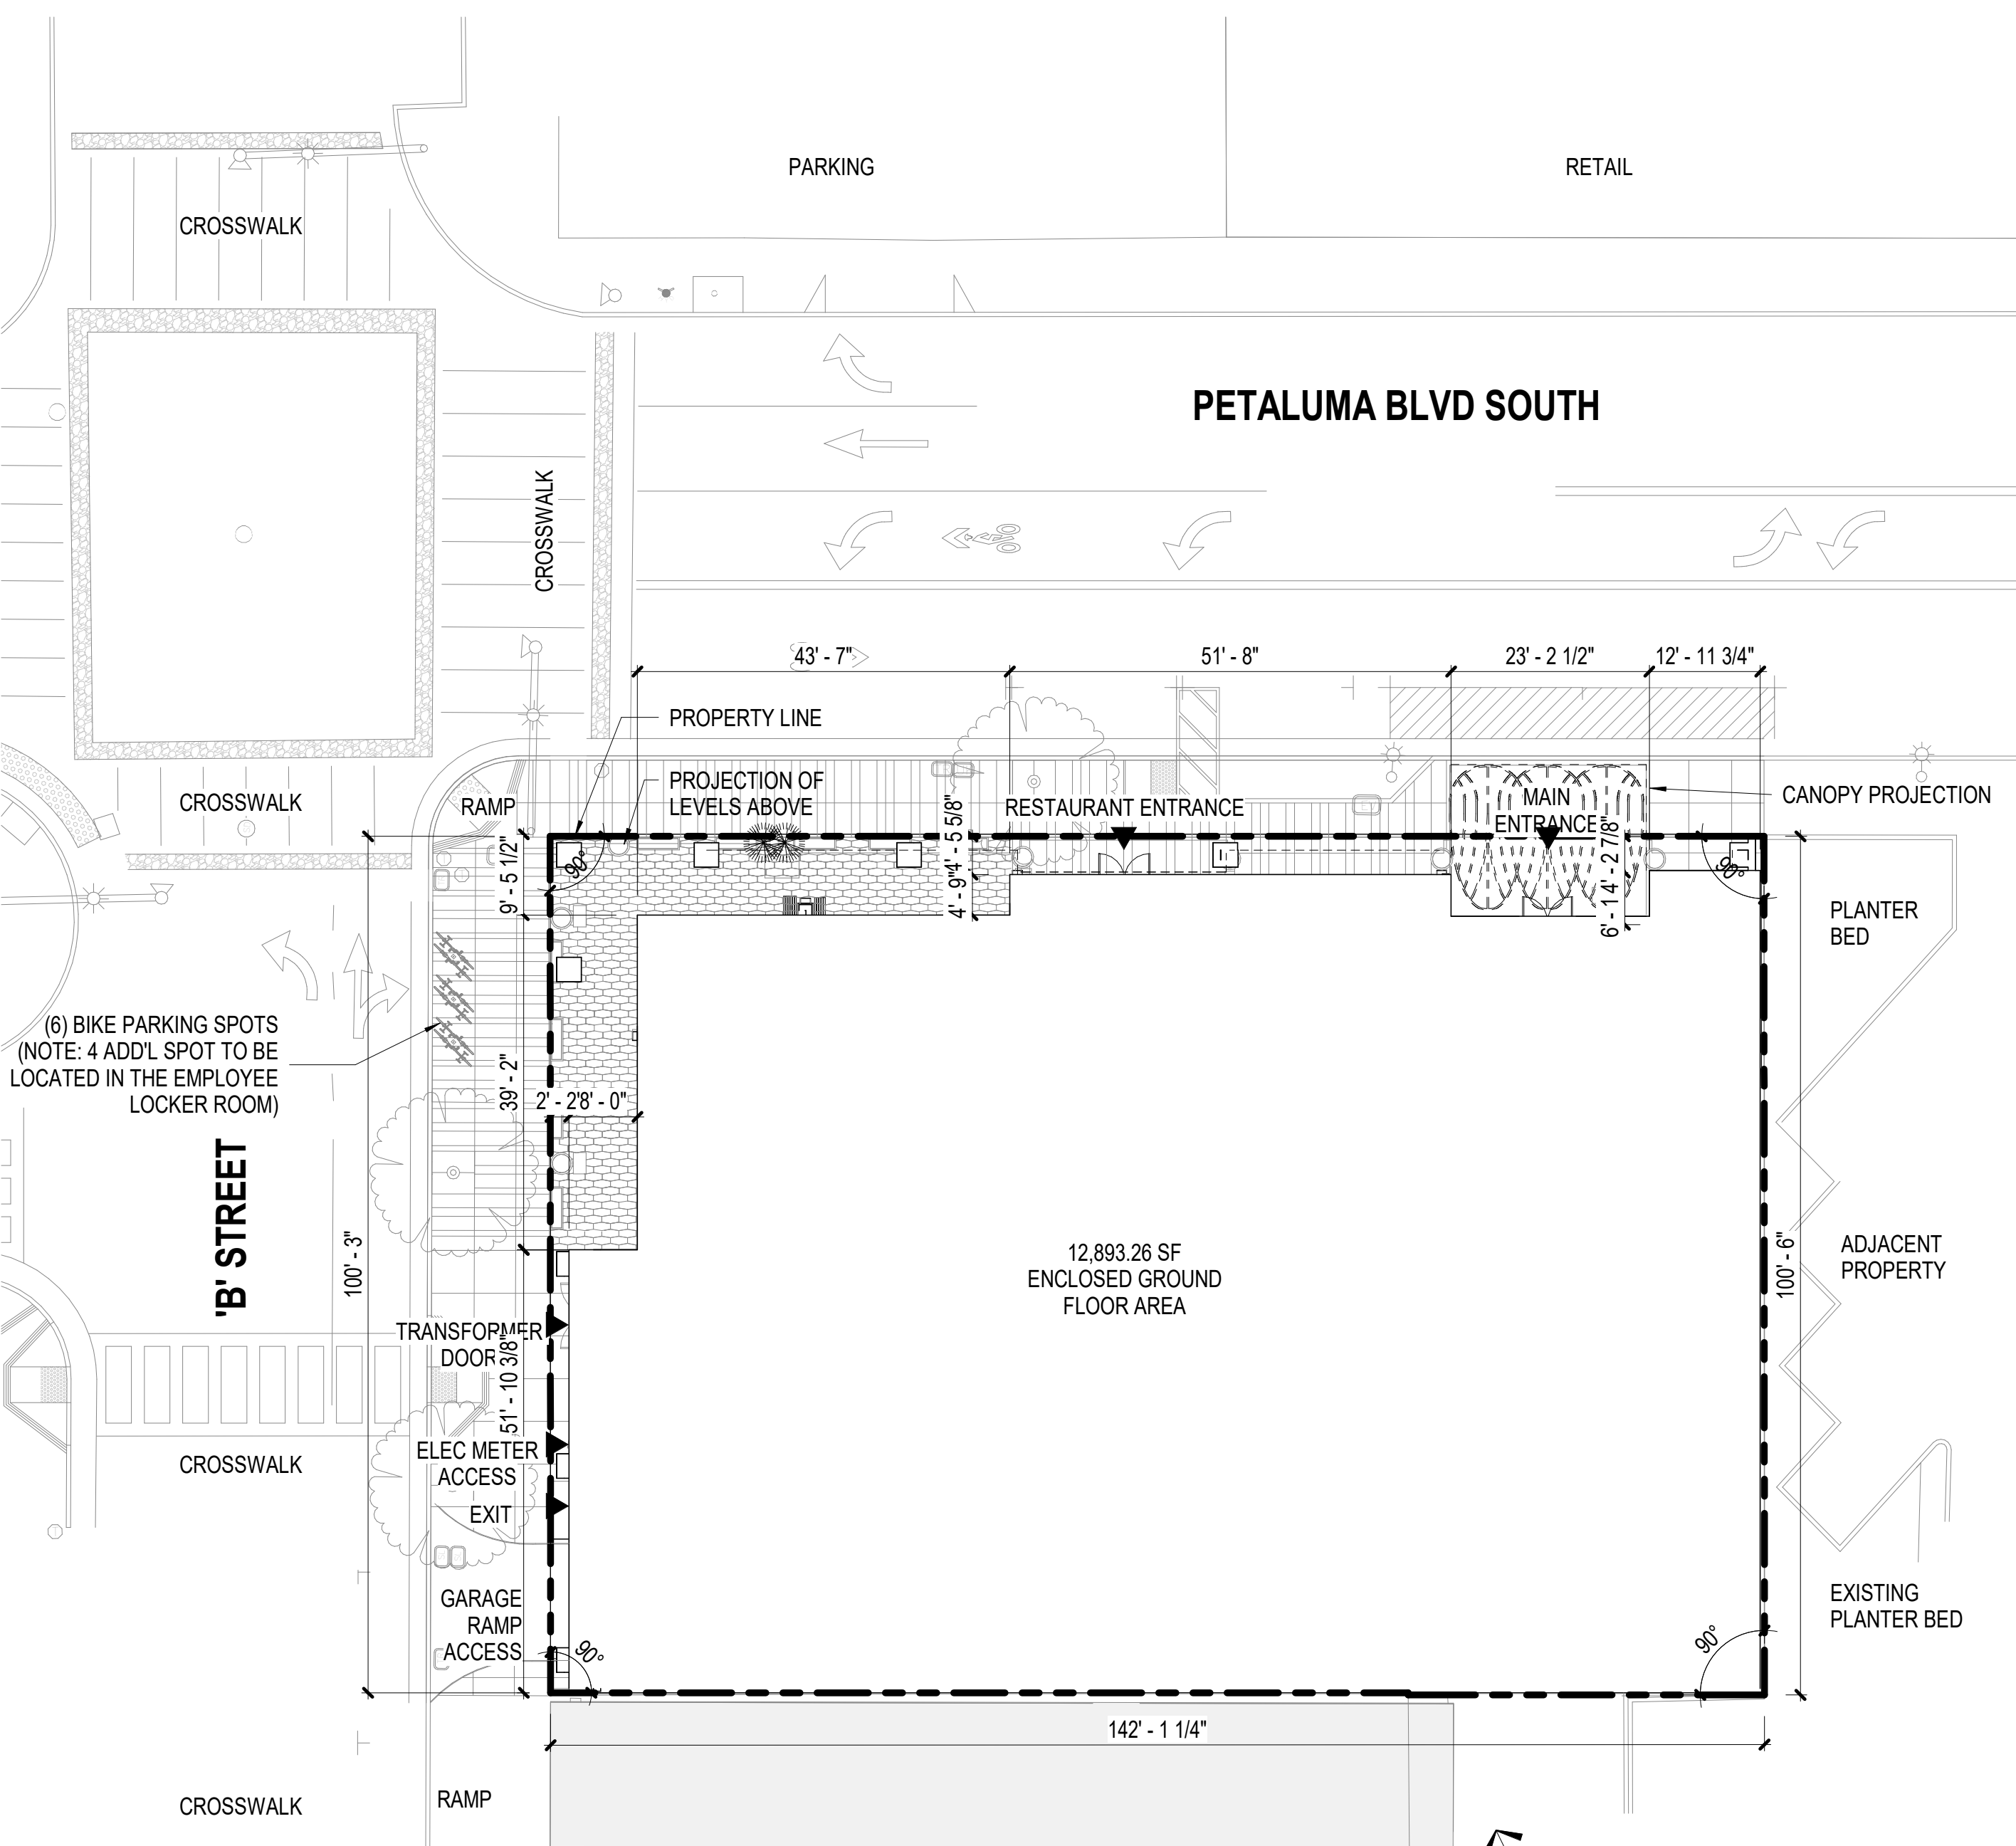 PARKING
RETAIL
CROSSWALK
PETALUMA BLVD SOUTH
CROSSWALK
43' - 7"
51' - 8"
23' - 2 1/2"
12' - 11 3/4"
PROPERTY LINE
PROJECTION OF
LEVELS ABOVE
CROSSWALK
RAMP
RESTAURANT ENTRANCE
MAIN
ENTRANCE
CANOPY PROJECTION
9' - 5 1/2"
4' - 9"
4' - 5 5/8"
6' - 1
4' - 2 7/8"
90°
90°
PLANTER
BED
(6) BIKE PARKING SPOTS
(NOTE: 4 ADD'L SPOT TO BE
LOCATED IN THE EMPLOYEE
LOCKER ROOM)
39' - 2"
2' - 2
8' - 0"
'B' STREET
100' - 3"
12,893.26 SF
ENCLOSED GROUND
FLOOR AREA
100' - 6"
ADJACENT
PROPERTY
TRANSFORMER
DOOR
51' - 10 3/8"
ELEC METER
ACCESS
CROSSWALK
EXIT
GARAGE
RAMP
ACCESS
90°
90°
EXISTING
PLANTER BED
142' - 1 1/4"
CROSSWALK
RAMP